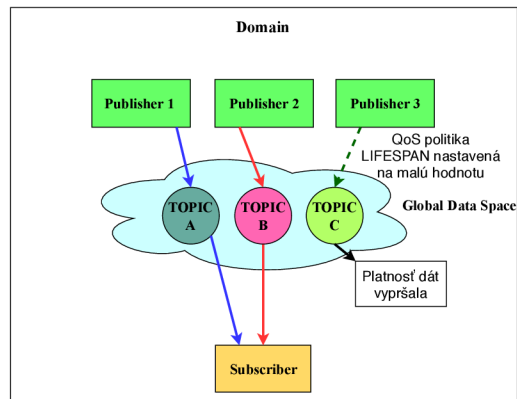 Domain
Publisher 1
Publisher 2
Publisher 3
QoS politika
LIFESPAN nastavená
na malú hodnotu
TOPIC
A
TOPIC
B
TOPIC
C
Global Data Space
Platnosť dát
vypršala
Subscriber